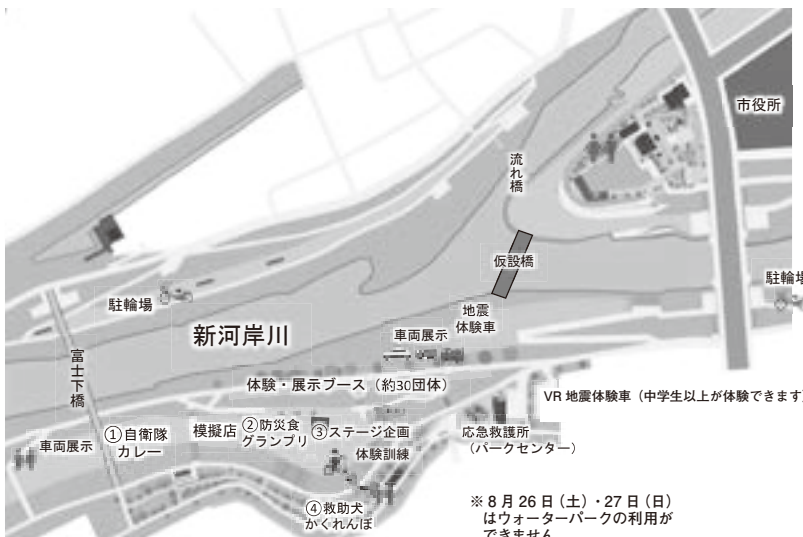 市役所
流れ橋
仮設橋
駐輪場
駐輪場
地震
体験車
車両展示
新河岸川
富士下橋
体験・展示ブース（約30団体）
VR 地震体験車（中学生以上が体験できます）
車両展示
①自衛隊
カレー
模擬店
②防災食
グランプリ
③ステージ企画
体験訓練
応急救護所
（パークセンター）
④救助犬
かくれんぼ
※８月26日（土）・27日（日）
はウォーターパークの利用が
できません